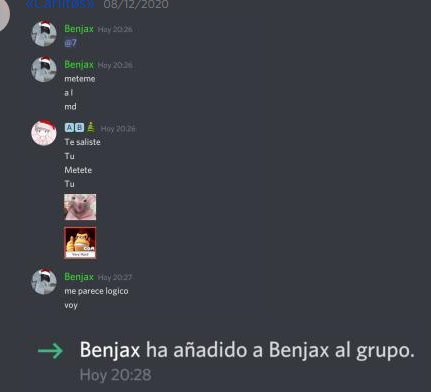 «Carlitos» 08/12/2020
Benjax Hoy 20:26
@7
Benjax Hoy 20:26
meteme
a l
md
🅰🅱 Hoy 20:26
Te saliste
Tu
Metete
Tu
Benjax Hoy 20:27
me parece logico
voy
Benjax ha añadido a Benjax al grupo.
Hoy 20:28